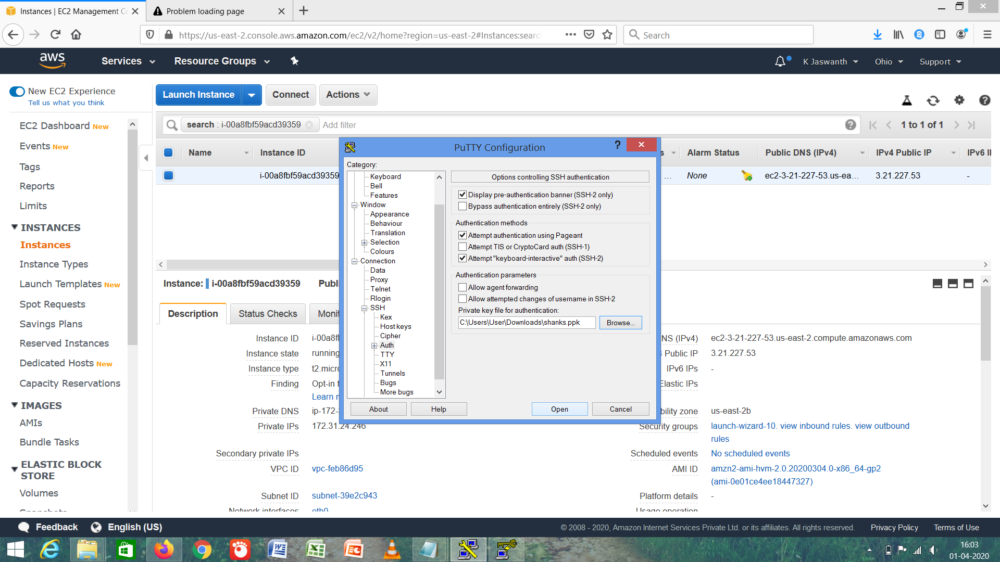 Instances | EC2 Management Co
Problem loading page
https://us-east-2.console.aws.amazon.com/ec2/v2/home?region=us-east-2#Instances:searc
Search
aws
Services
Resource Groups
K Jaswanth
Ohio
Support
New EC2 Experience
Tell us what you think
Launch Instance
Connect
Actions
EC2 Dashboard New
Events New
Tags
Reports
Limits
INSTANCES
Instances
Instance Types
Launch Templates New
Spot Requests
Savings Plans
Reserved Instances
Dedicated Hosts New
Capacity Reservations
IMAGES
AMIs
Bundle Tasks
ELASTIC BLOCK
STORE
Volumes
Snapshots
search : i-00a8fbf59acd39359
Add filter
1 to 1 of 1
Name
Instance ID
s
Alarm Status
Public DNS (IPv4)
IPv4 Public IP
IPv6 I
i-00a8fbf59acd39359
...
None
ec2-3-21-227-53.us-ea...
3.21.227.53
-
PuTTY Configuration
?
Category:
Keyboard
Bell
Features
Window
Appearance
Behaviour
Translation
Selection
Colours
Connection
Data
Proxy
Telnet
Rlogin
SSH
Kex
Host keys
Cipher
Auth
TTY
X11
Tunnels
Bugs
More bugs
Options controlling SSH authentication
Display pre-authentication banner (SSH-2 only)
Bypass authentication entirely (SSH-2 only)
Authentication methods
Attempt authentication using Pageant
Attempt TIS or CryptoCard auth (SSH-1)
Attempt "keyboard-interactive" auth (SSH-2)
Authentication parameters
Allow agent forwarding
Allow attempted changes of username in SSH-2
Private key file for authentication:
C:\Users\User\Downloads\shanks.ppk
Browse...
About
Help
Open
Cancel
Instance: i-00a8fbf59acd39359
Publ
Description
Status Checks
Monit
Instance ID
i-00a8f
Instance state
running
Instance type
t2.micr
Finding
Opt-in t
Learn m
Private DNS
ip-172-
Private IPs
172.31.24.246
Secondary private IPs
VPC ID
vpc-feb86d95
Subnet ID
subnet-39e2c943
Network interfaces
eth0
NS (IPv4)
ec2-3-21-227-53.us-east-2.compute.amazonaws.com
Public IP
3.21.227.53
IPv6 IPs
-
Elastic IPs
bility zone
us-east-2b
Security groups
launch-wizard-10. view inbound rules. view outbound
rules
Scheduled events
No scheduled events
AMI ID
amzn2-ami-hvm-2.0.20200304.0-x86_64-gp2
(ami-0e01ce4ee18447327)
Platform details
-
Usage operation
Feedback
English (US)
© 2008 - 2020, Amazon Internet Services Private Ltd. or its affiliates. All rights reserved.
Privacy Policy
Terms of Use
16:03
01-04-2020